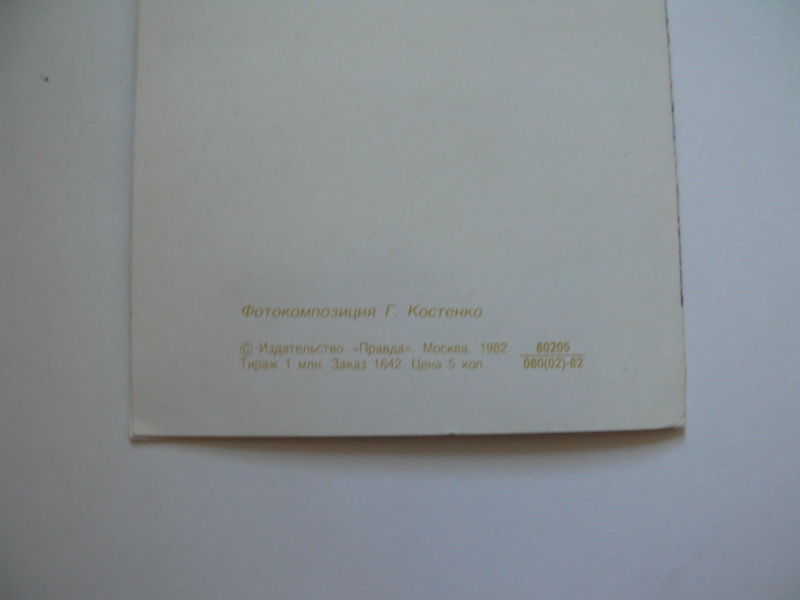 Фотокомпозиция Г. Костенко
© Издательство «Правда». Москва. 1982. 80205
Тираж 1 млн. Заказ 1642. Цена 5 коп. 080(02)-82